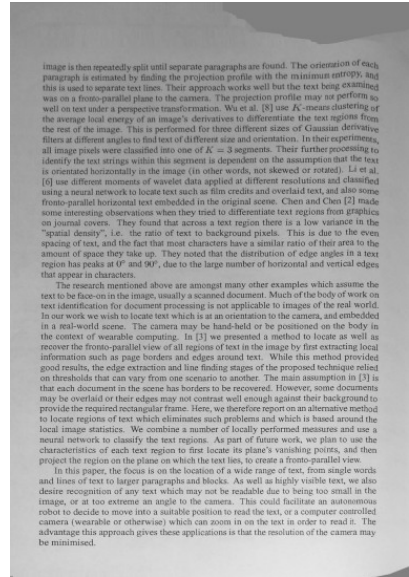 image is then repeatedly split until separate paragraphs are found. The orientation of each
paragraph is estimated by finding the projection profile with the minimum entropy, and
this is used to separate text lines. Their approach works well but the text being examined
was on a fronto-parallel plane to the camera. The projection profile may not perform so
well on text under a perspective transformation. Wu et al. [8] use K-means clustering of
the average local energy of an image's derivatives to differentiate the text regions from
the rest of the image. This is performed for three different sizes of Gaussian derivative
filters at different angles to find text of different size and orientation. In their experiments,
all image pixels were classified into one of K = 3 segments. Their further processing to
identify the text strings within this segment is dependent on the assumption that the text
is orientated horizontally in the image (in other words, not skewed or rotated). Li et al.
[6] use different moments of wavelet data applied at different resolutions and classified
using a neural network to locate text such as film credits and overlaid text, and also some
fronto-parallel horizontal text embedded in the original scene. Chen and Chen [2] made
some interesting observations when they tried to differentiate text regions from graphics
on journal covers. They found that across a text region there is a low variance in the
"spatial density", i.e. the ratio of text to background pixels. This is due to the even
spacing of text, and the fact that most characters have a similar ratio of their area to the
amount of space they take up. They noted that the distribution of edge angles in a text
region has peaks at 0° and 90°, due to the large number of horizontal and vertical edges
that appear in characters.
The research mentioned above are amongst many other examples which assume the
text to be face-on in the image, usually a scanned document. Much of the body of work on
text identification for document processing is not applicable to images of the real world.
In our work we wish to locate text which is at an orientation to the camera, and embedded
in a real-world scene. The camera may be hand-held or be positioned on the body in
the context of wearable computing. In [3] we presented a method to locate as well as
recover the fronto-parallel view of all regions of text in the image by first extracting local
information such as page borders and edges around text. While this method provided
good results, the edge extraction and line finding stages of the proposed technique relied
on thresholds that can vary from one scenario to another. The main assumption in [3] is
that each document in the scene has borders to be recovered. However, some documents
may be overlaid or their edges may not contrast well enough against their background to
provide the required rectangular frame. Here, we therefore report on an alternative method
to locate regions of text which eliminates such problems and which is based around the
local image statistics. We combine a number of locally performed measures and use a
neural network to classify the text regions. As part of future work, we plan to use the
characteristics of each text region to first locate its plane's vanishing points, and then
project the region on the plane on which the text lies, to create a fronto-parallel view.
In this paper, the focus is on the location of a wide range of text, from single words
and lines of text to larger paragraphs and blocks. As well as highly visible text, we also
desire recognition of any text which may not be readable due to being too small in the
image, or at too extreme an angle to the camera. This could facilitate an autonomous
robot to decide to move into a suitable position to read the text, or a computer controlled
camera (wearable or otherwise) which can zoom in on the text in order to read it. The
advantage this approach gives these applications is that the resolution of the camera may
be minimised.